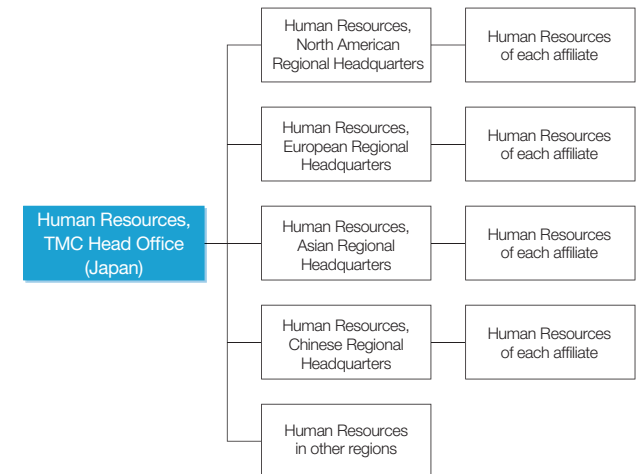 Human Resources,
North American
Regional Headquarters
Human Resources
of each affiliate
Human Resources,
European Regional
Headquarters
Human Resources
of each affiliate
Human Resources,
TMC Head Office
(Japan)
Human Resources,
Asian Regional
Headquarters
Human Resources
of each affiliate
Human Resources,
Chinese Regional
Headquarters
Human Resources
of each affiliate
Human Resources
in other regions